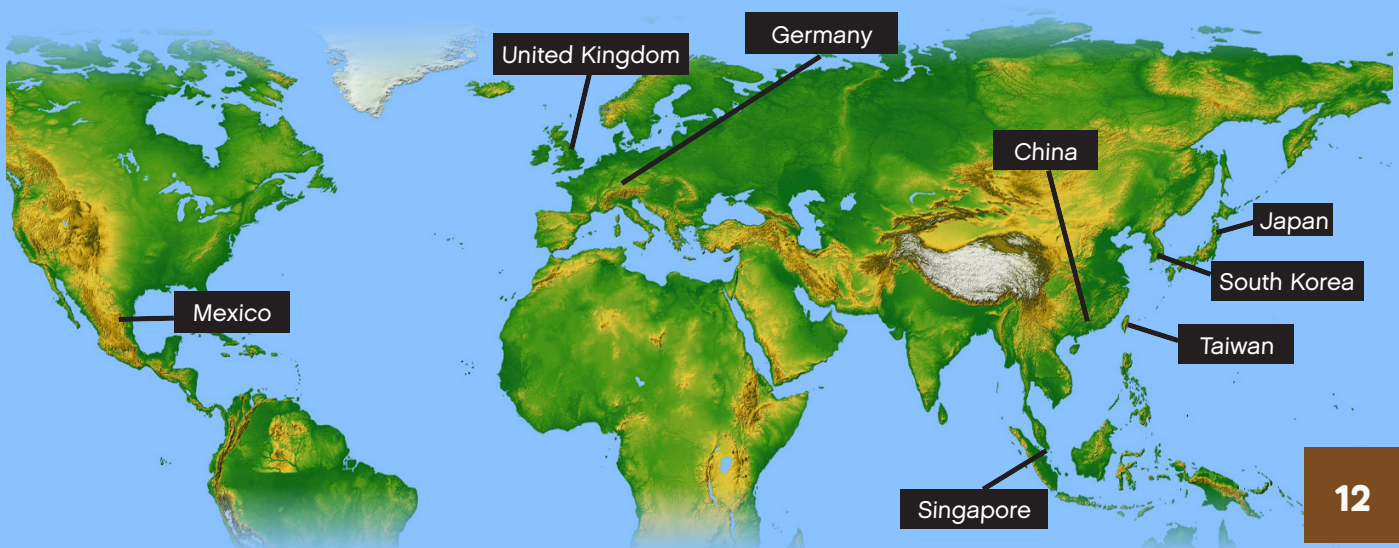 Germany
United Kingdom
China
Japan
South Korea
Mexico
Taiwan
Singapore
12